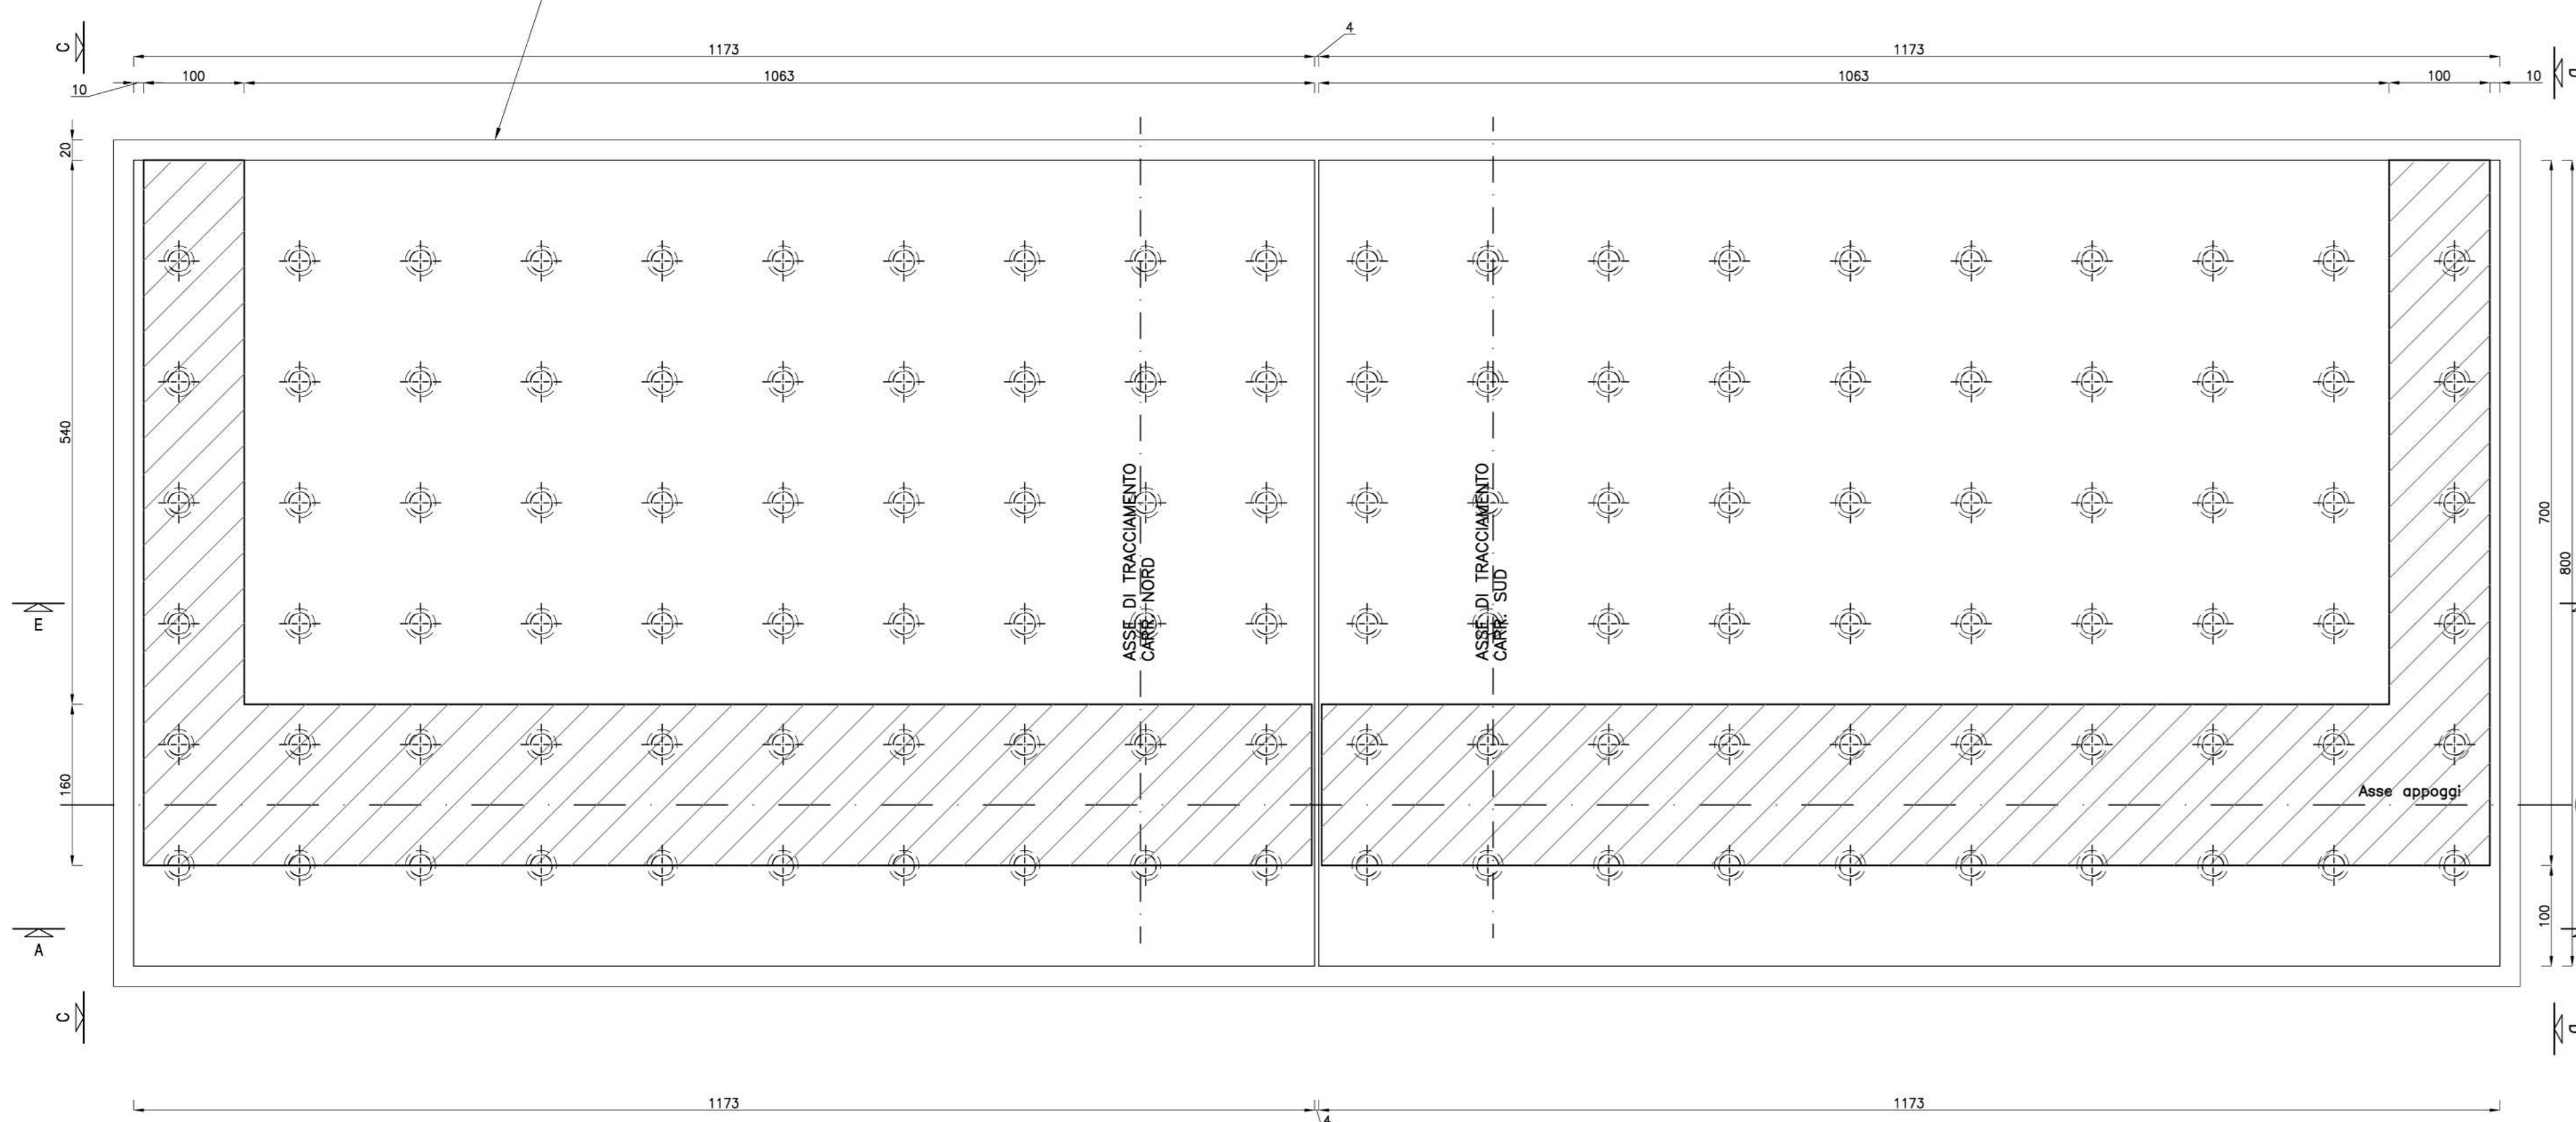 C
1173
4
1173
10
100
1063
1063
100
10
20
540
700
800
ASSE DI TRACCIAMENTO
CARR. NORD
ASSE DI TRACCIAMENTO
CARR. SUD
E
160
Asse appoggi
100
A
C
1173
4
1173